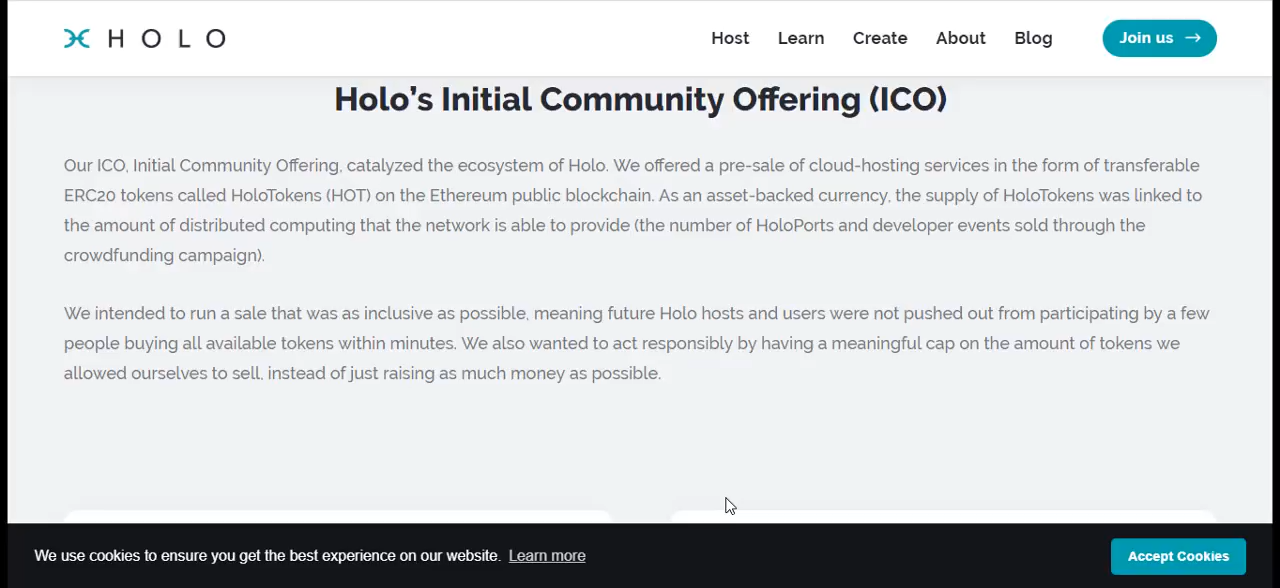 HOLO
Host Learn Create About Blog Join us →
Holo’s Initial Community Offering (ICO)
Our ICO, Initial Community Offering, catalyzed the ecosystem of Holo. We offered a pre-sale of cloud-hosting services in the form of transferable
ERC20 tokens called HoloTokens (HOT) on the Ethereum public blockchain. As an asset-backed currency, the supply of HoloTokens was linked to
the amount of distributed computing that the network is able to provide (the number of HoloPorts and developer events sold through the
crowdfunding campaign).
We intended to run a sale that was as inclusive as possible, meaning future Holo hosts and users were not pushed out from participating by a few
people buying all available tokens within minutes. We also wanted to act responsibly by having a meaningful cap on the amount of tokens we
allowed ourselves to sell, instead of just raising as much money as possible.
We use cookies to ensure you get the best experience on our website. Learn more
Accept Cookies